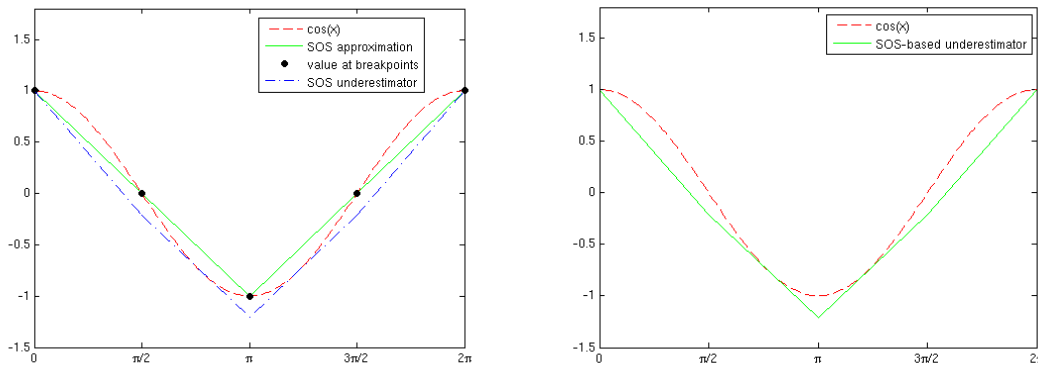 cos(x)
SOS approximation
value at breakpoints
SOS underestimator
1.5
1
0.5
0
-0.5
-1
-1.5
0
π/2
π
3π/2
2π
cos(x)
SOS-based underestimator
1.5
1
0.5
0
-0.5
-1
-1.5
0
π/2
π
3π/2
2π